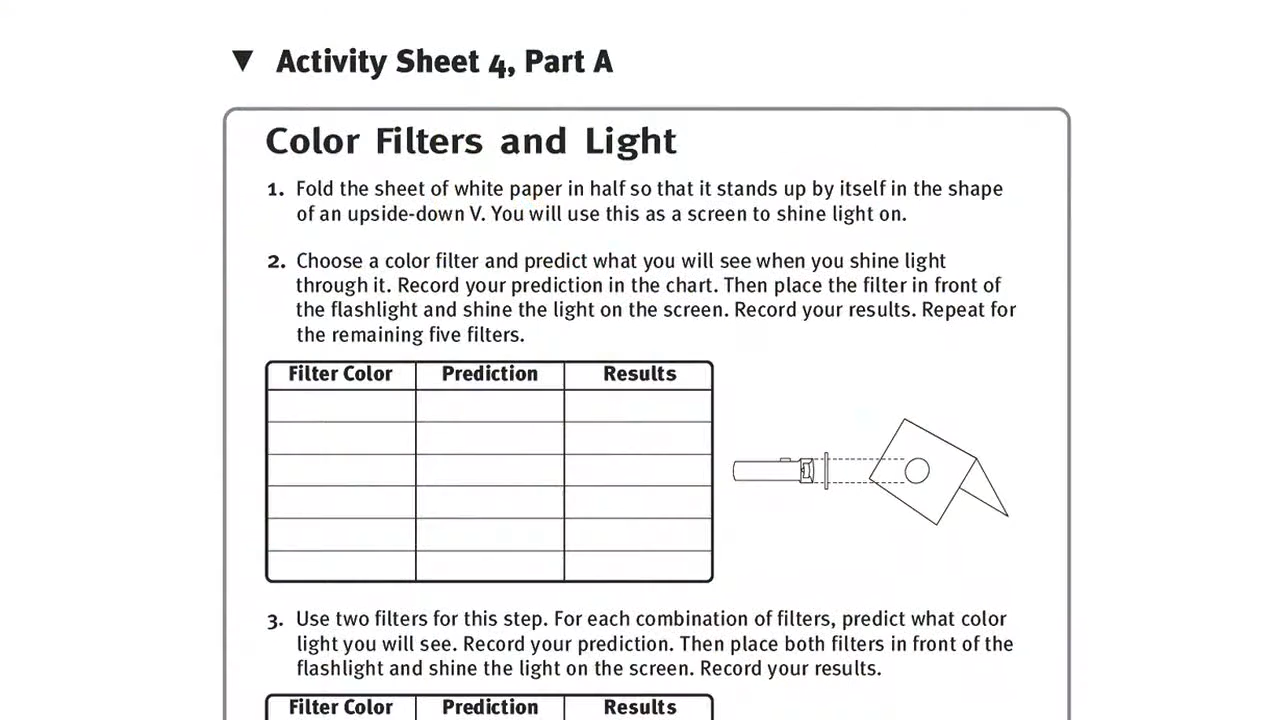 ▼ Activity Sheet 4, Part A
Color Filters and Light
1. Fold the sheet of white paper in half so that it stands up by itself in the shape
of an upside-down V. You will use this as a screen to shine light on.
2. Choose a color filter and predict what you will see when you shine light
through it. Record your prediction in the chart. Then place the filter in front of
the flashlight and shine the light on the screen. Record your results. Repeat for
the remaining five filters.
Filter Color Prediction Results
3. Use two filters for this step. For each combination of filters, predict what color
light you will see. Record your prediction. Then place both filters in front of the
flashlight and shine the light on the screen. Record your results.
Filter Color Prediction Results